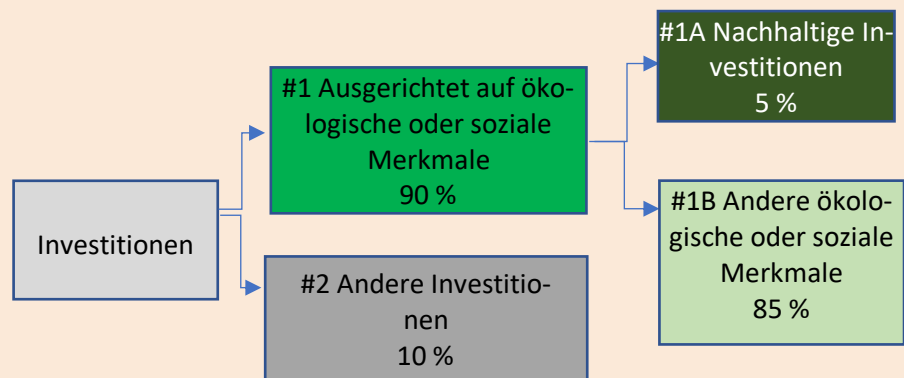 Investitionen
#1 Ausgerichtet auf öko-
logische oder soziale
Merkmale
90 %
#2 Andere Investitio-
nen
10 %
#1A Nachhaltige In-
vestitionen
5 %
#1B Andere ökolo-
gische oder soziale
Merkmale
85 %